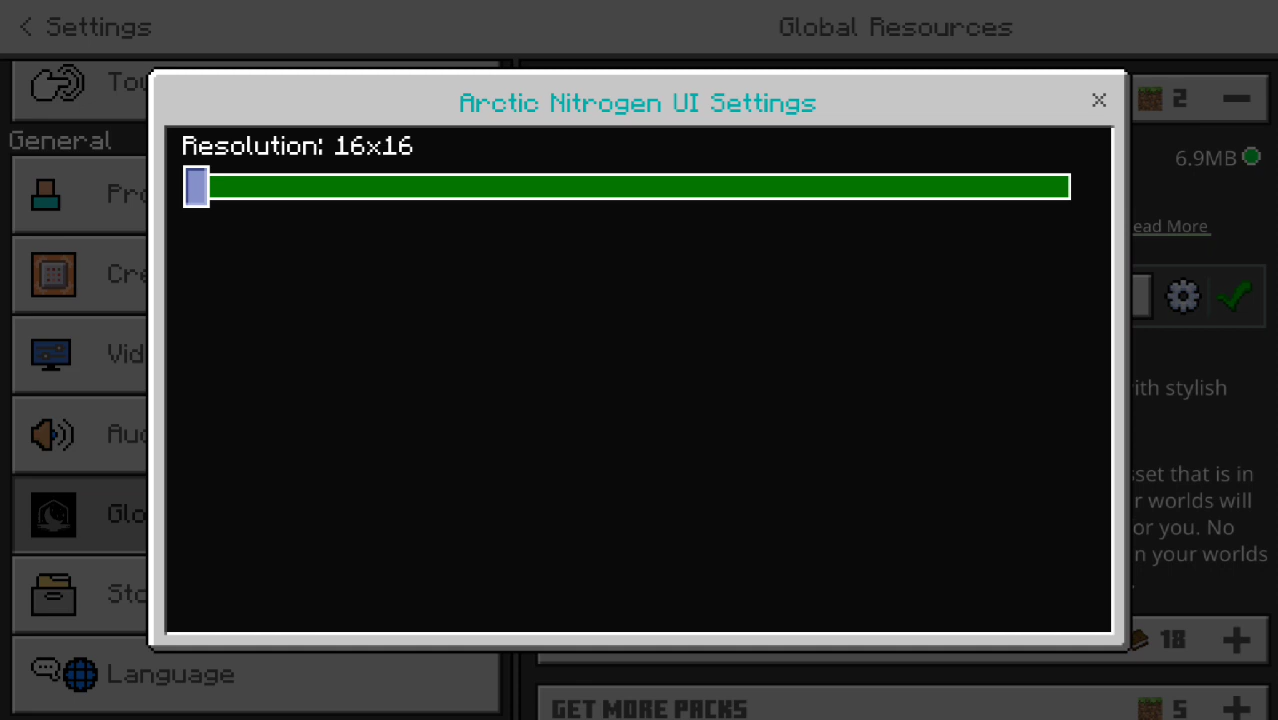 Settings
Global Resources
Arctic Nitrogen UI Settings
Resolution: 16x16
General
2
6.9MB
ead More
ith stylish
sset that is in
r worlds will
or you. No
n your worlds
18
Language
GET MORE PACKS
5